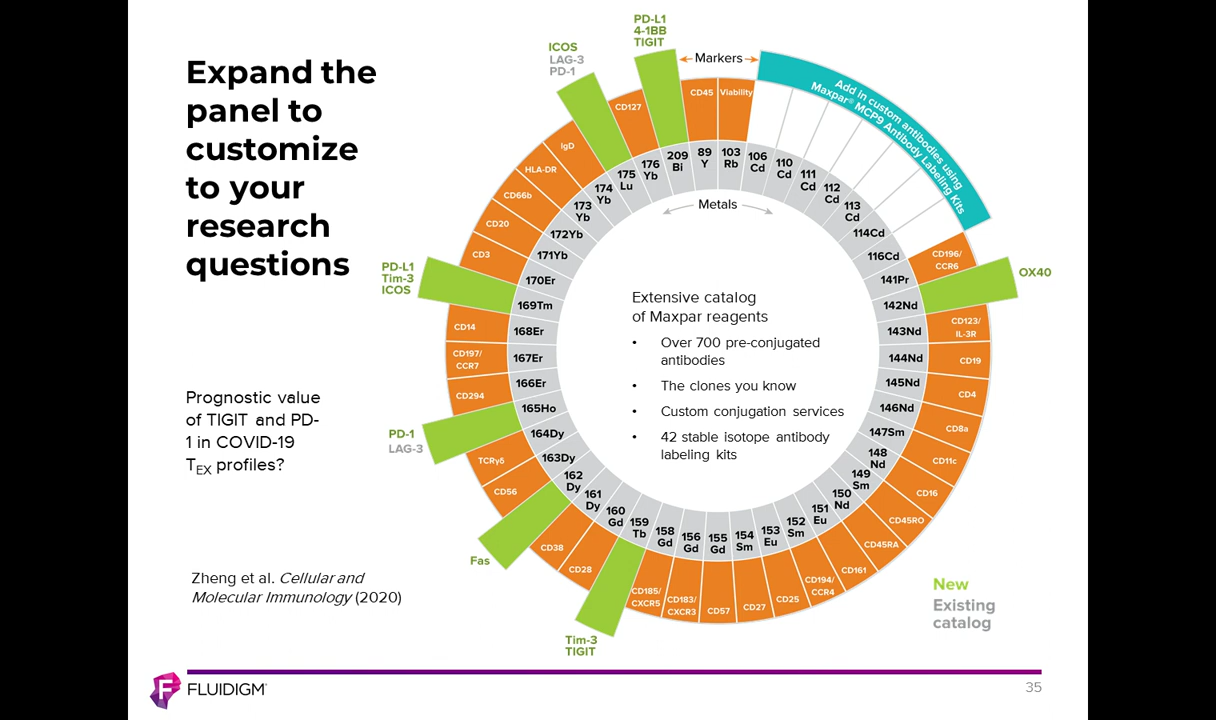 Expand the
panel to
customize
to your
research
questions
Prognostic value
of TIGIT and PD-
1 in COVID-19
TEX profiles?
Zheng et al. Cellular and
Molecular Immunology (2020)
PD-L1
4-1BB
TIGIT
ICOS
LAG-3
PD-1
Markers
Add in custom antibodies using
Maxpar® MCP9 Antibody Labeling Kits
CD45
Viability
CD127
IgD
HLA-DR
CD66b
CD20
CD3
PD-L1
Tim-3
ICOS
CD14
CD197/
CCR7
CD294
PD-1
LAG-3
TCRγδ
CD56
Fas
CD38
CD28
Tim-3
TIGIT
CD185/
CXCR5
CD183/
CXCR3
CD57
CD27
CD25
CD194/
CCR4
CD161
CD45RA
CD45RO
CD16
CD11c
CD8a
CD4
CD19
CD123/
IL-3R
OX40
CD196/
CCR6
89
Y
103
Rb
106
Cd
110
Cd
111
Cd
112
Cd
113
Cd
114Cd
116Cd
141Pr
142Nd
143Nd
144Nd
145Nd
146Nd
147Sm
148
Nd
149
Sm
150
Nd
151
Eu
152
Sm
153
Eu
154
Sm
155
Gd
156
Gd
158
Gd
159
Tb
160
Gd
161
Dy
162
Dy
163Dy
164Dy
165Ho
166Er
167Er
168Er
169Tm
170Er
171Yb
172Yb
173
Yb
174
Yb
175
Lu
176
Yb
209
Bi
Metals
Extensive catalog
of Maxpar reagents
• Over 700 pre-conjugated
antibodies
• The clones you know
• Custom conjugation services
• 42 stable isotope antibody
labeling kits
New
Existing
catalog
FLUIDIGM
35